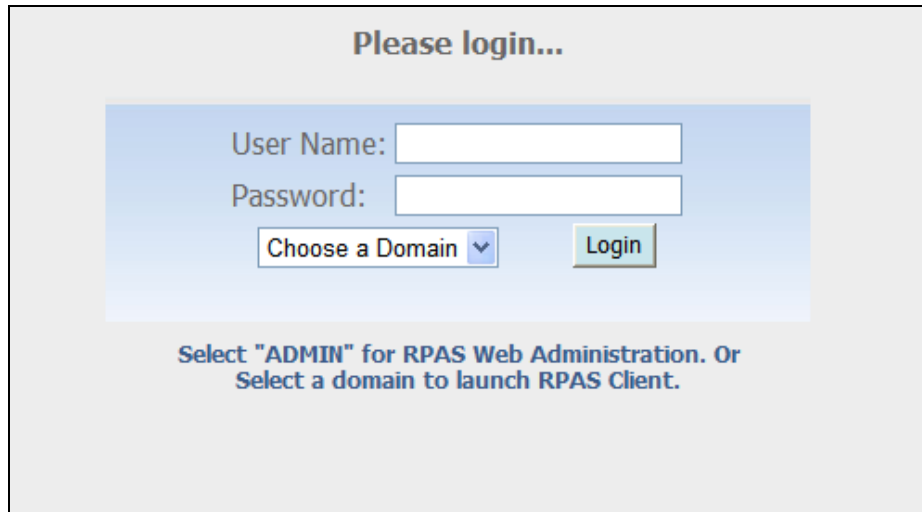 Please login...
User Name:
Password:
Choose a Domain Login
Select "ADMIN" for RPAS Web Administration. Or
Select a domain to launch RPAS Client.